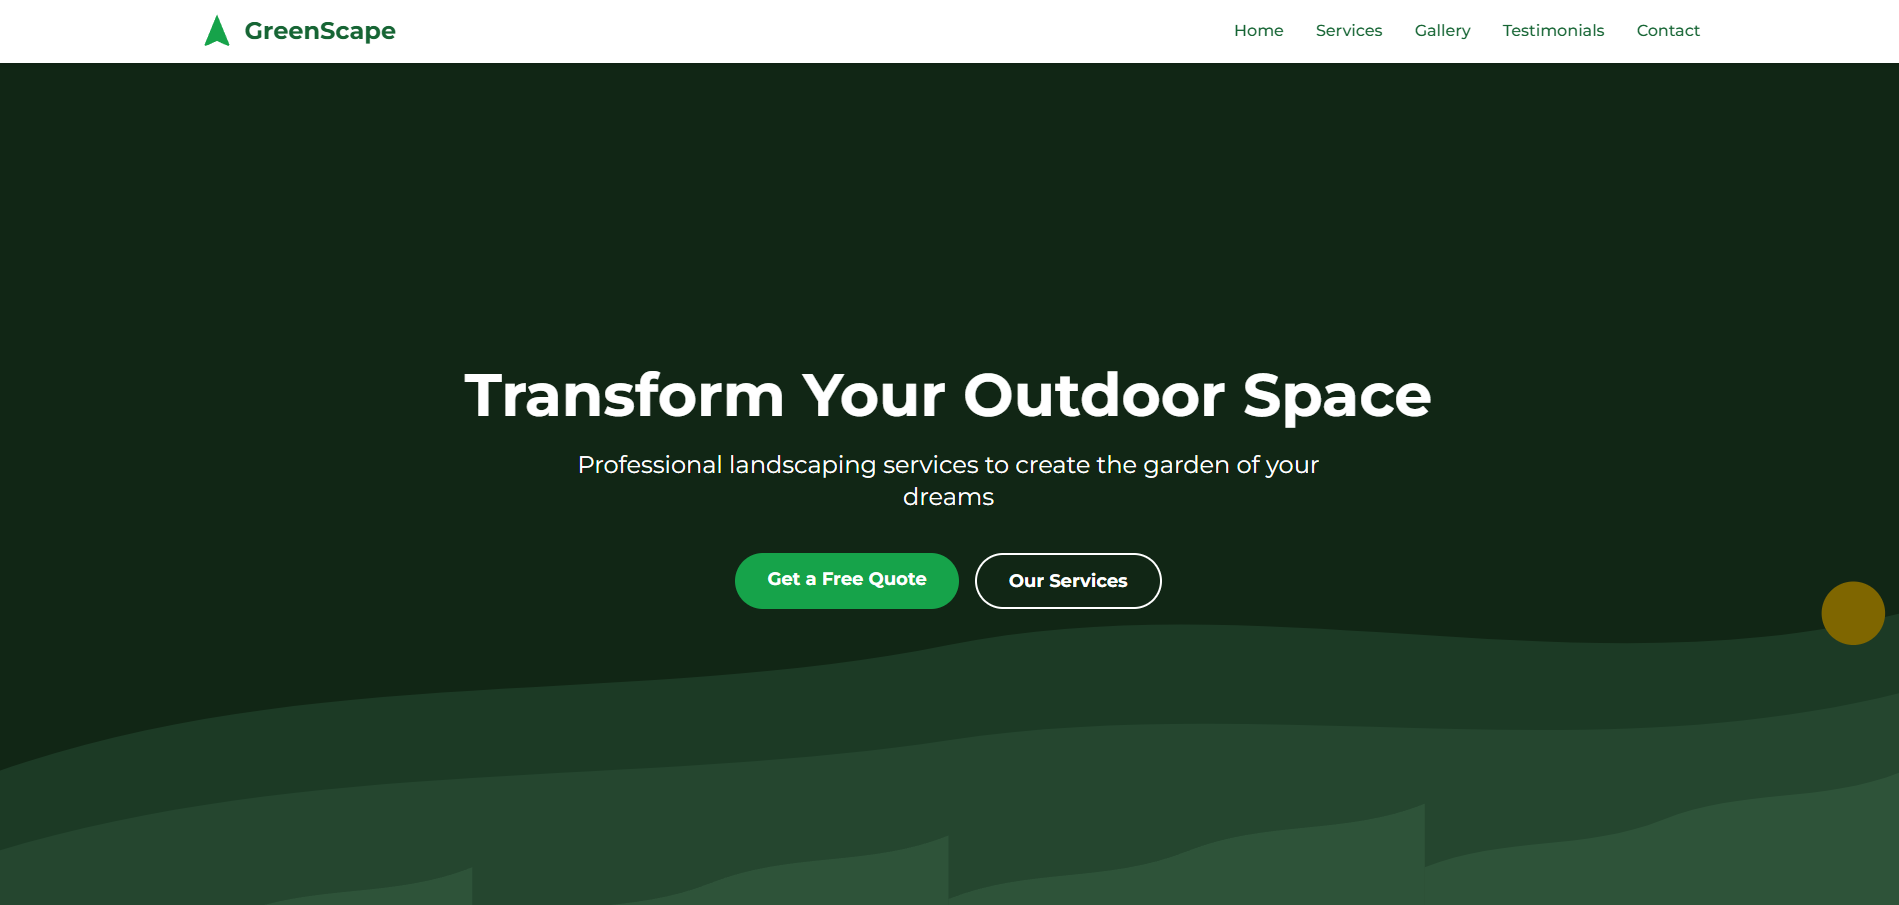 GreenScape
Home Services Gallery Testimonials Contact
Transform Your Outdoor Space
Professional landscaping services to create the garden of your
dreams
Get a Free Quote
Our Services